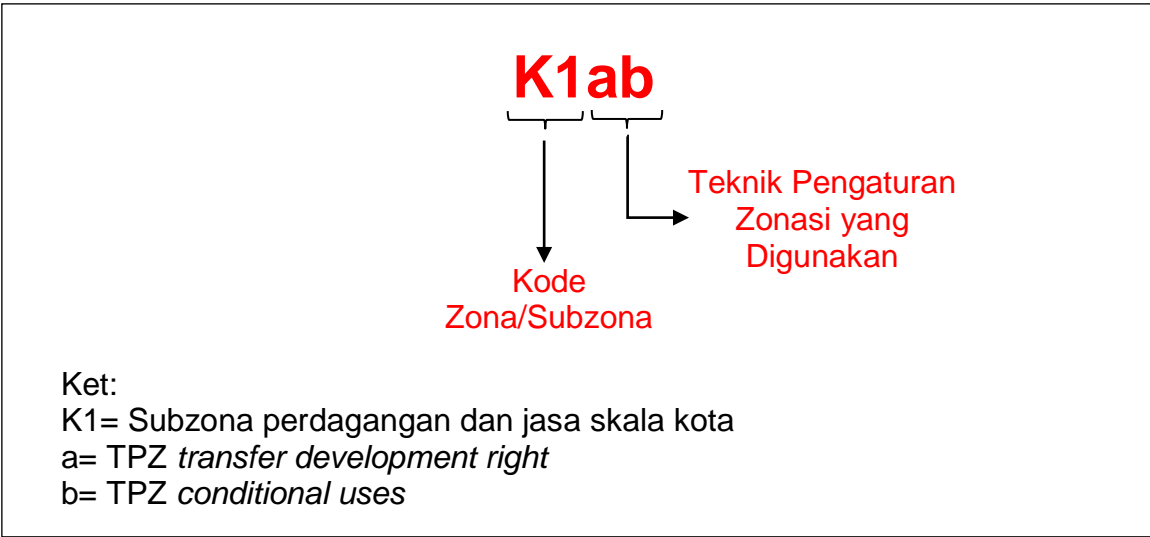 K1ab
Teknik Pengaturan
Zonasi yang
Digunakan
Kode
Zona/Subzona
Ket:
K1= Subzona perdagangan dan jasa skala kota
a= TPZ transfer development right
b= TPZ conditional uses